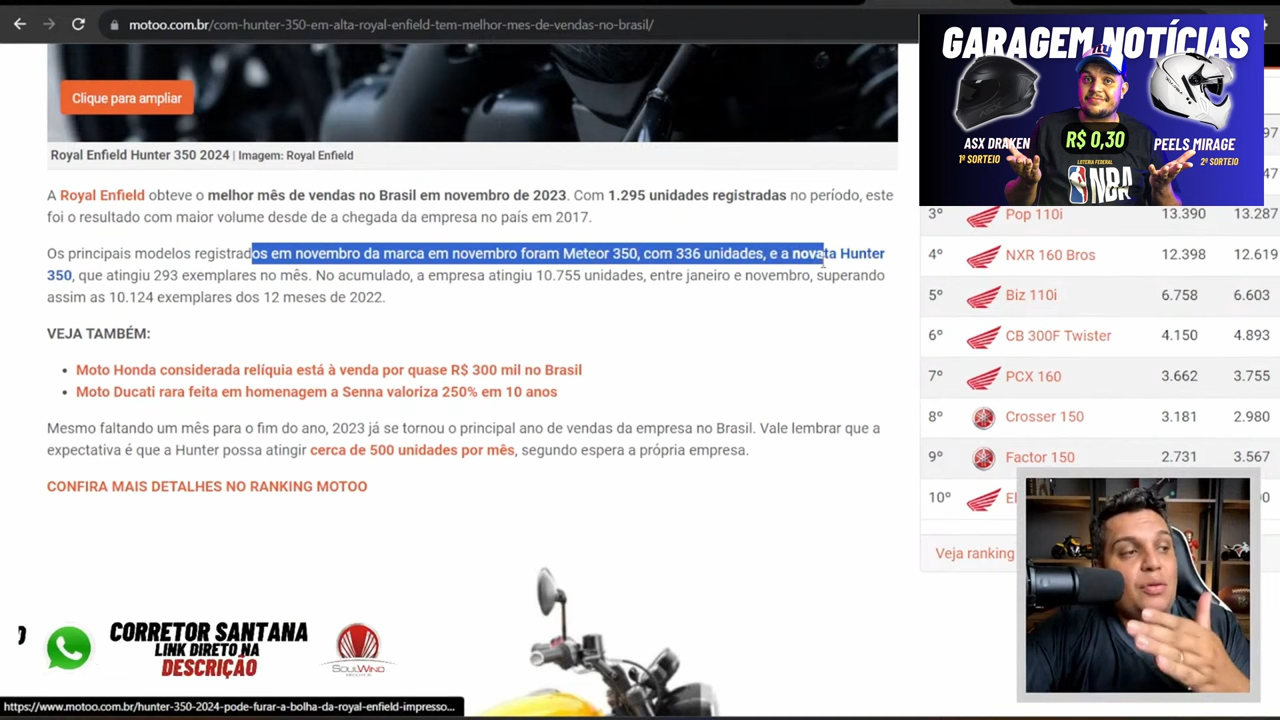 motoo.com.br/com-hunter-350-em-alta-royal-enfield-tem-melhor-mes-de-vendas-no-brasil/
GARAGEM NOTÍCIAS
ASX DRAKEN
1º SORTEIO
R$ 0,30
LOTERIA FEDERAL
NBA
PEELS MIRAGE
2º SORTEIO
Clique para ampliar
Royal Enfield Hunter 350 2024 | Imagem: Royal Enfield
A Royal Enfield obteve o melhor mês de vendas no Brasil em novembro de 2023. Com 1.295 unidades registradas no período, este
foi o resultado com maior volume desde de a chegada da empresa no país em 2017.
Os principais modelos registrados em novembro da marca em novembro foram Meteor 350, com 336 unidades, e a novata Hunter
350, que atingiu 293 exemplares no mês. No acumulado, a empresa atingiu 10.755 unidades, entre janeiro e novembro, superando
assim as 10.124 exemplares dos 12 meses de 2022.
VEJA TAMBÉM:
• Moto Honda considerada relíquia está à venda por quase R$ 300 mil no Brasil
• Moto Ducati rara feita em homenagem a Senna valoriza 250% em 10 anos
Mesmo faltando um mês para o fim do ano, 2023 já se tornou o principal ano de vendas da empresa no Brasil. Vale lembrar que a
expectativa é que a Hunter possa atingir cerca de 500 unidades por mês, segundo espera a própria empresa.
CONFIRA MAIS DETALHES NO RANKING MOTOO
97
47
3º Pop 110i 13.390 13.287
4º NXR 160 Bros 12.398 12.619
5º Biz 110i 6.758 6.603
6º CB 300F Twister 4.150 4.893
7º PCX 160 3.662 3.755
8º Crosser 150 3.181 2.980
9º Factor 150 2.731 3.567
10º El
Veja ranking
CORRETOR SANTANA
LINK DIRETO NA
DESCRIÇÃO
SOULWIND
https://www.motoo.com.br/hunter-350-2024-pode-furar-a-bolha-da-royal-enfield-impresso...